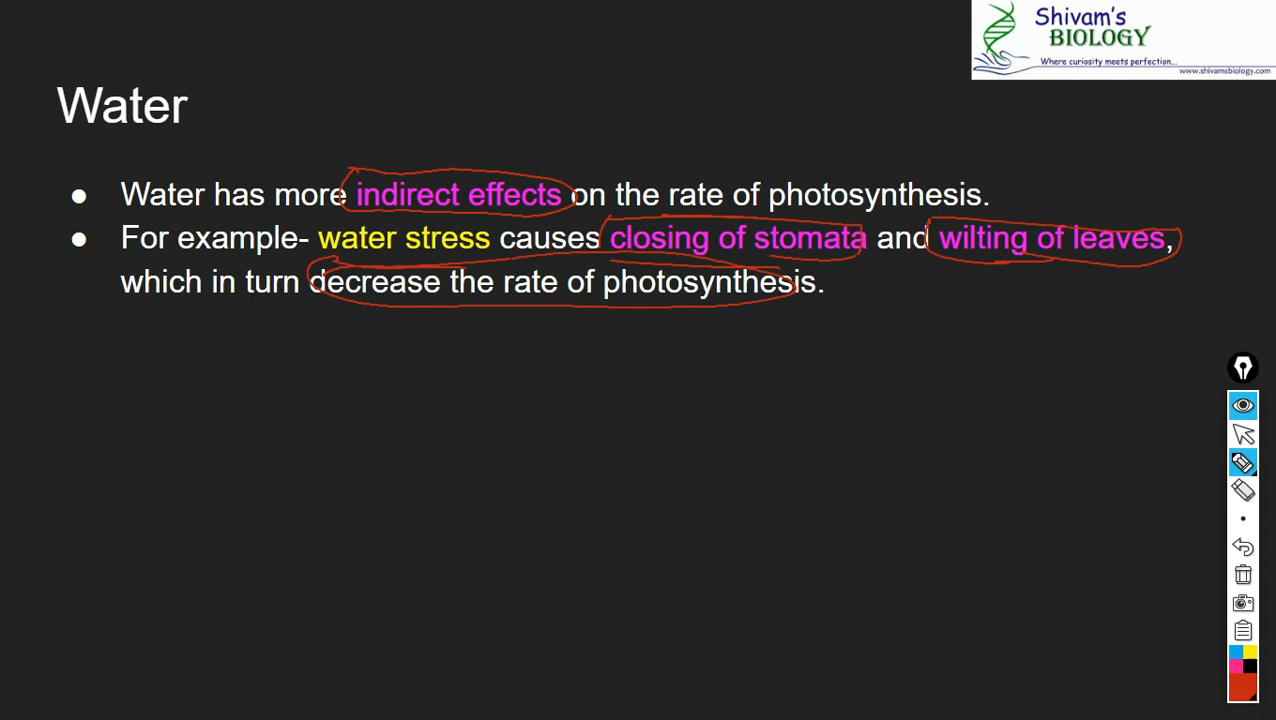 Shivam's
BIOLOGY
Where curiosity meets perfection...
www.shivamsbiology.com
Water
● Water has more indirect effects on the rate of photosynthesis.
● For example- water stress causes closing of stomata and wilting of leaves,
which in turn decrease the rate of photosynthesis.